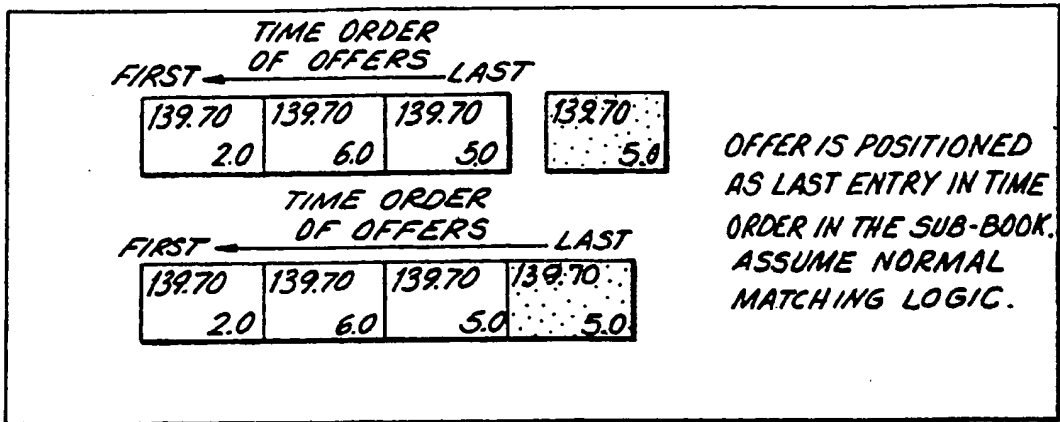 TIME ORDER
OF OFFERS
FIRST LAST
139.70 139.70 139.70 139.70
2.0 6.0 5.0 5.0
OFFER IS POSITIONED
AS LAST ENTRY IN TIME
ORDER IN THE SUB-BOOK.
ASSUME NORMAL
MATCHING LOGIC.
TIME ORDER
OF OFFERS
FIRST LAST
139.70 139.70 139.70 139.70
2.0 6.0 5.0 5.0